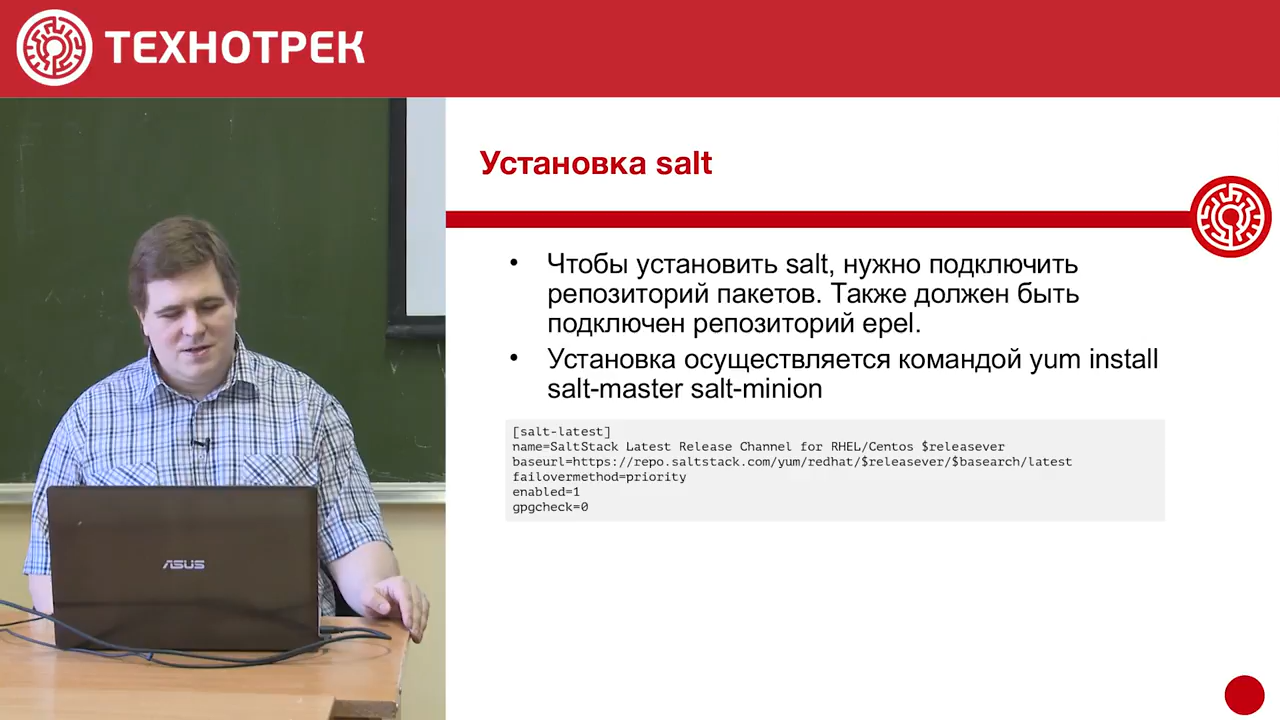 ТЕХНОТРЕК
Установка salt
• Чтобы установить salt, нужно подключить
репозиторий пакетов. Также должен быть
подключен репозиторий epel.
• Установка осуществляется командой yum install
salt-master salt-minion
[salt-latest]
name=SaltStack Latest Release Channel for RHEL/Centos $releasever
baseurl=https://repo.saltstack.com/yum/redhat/$releasever/$basearch/latest
failovermethod=priority
enabled=1
gpgcheck=0
ASUS